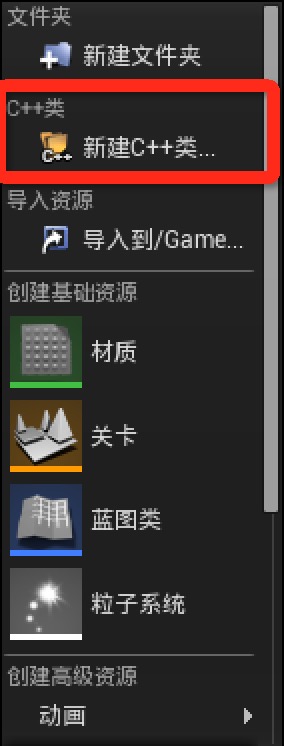 文件夹
新建文件夹
C++类
C++
新建C++类...
导入资源
导入到/Game...
创建基础资源
材质
关卡
蓝图类
粒子系统
创建高级资源
动画